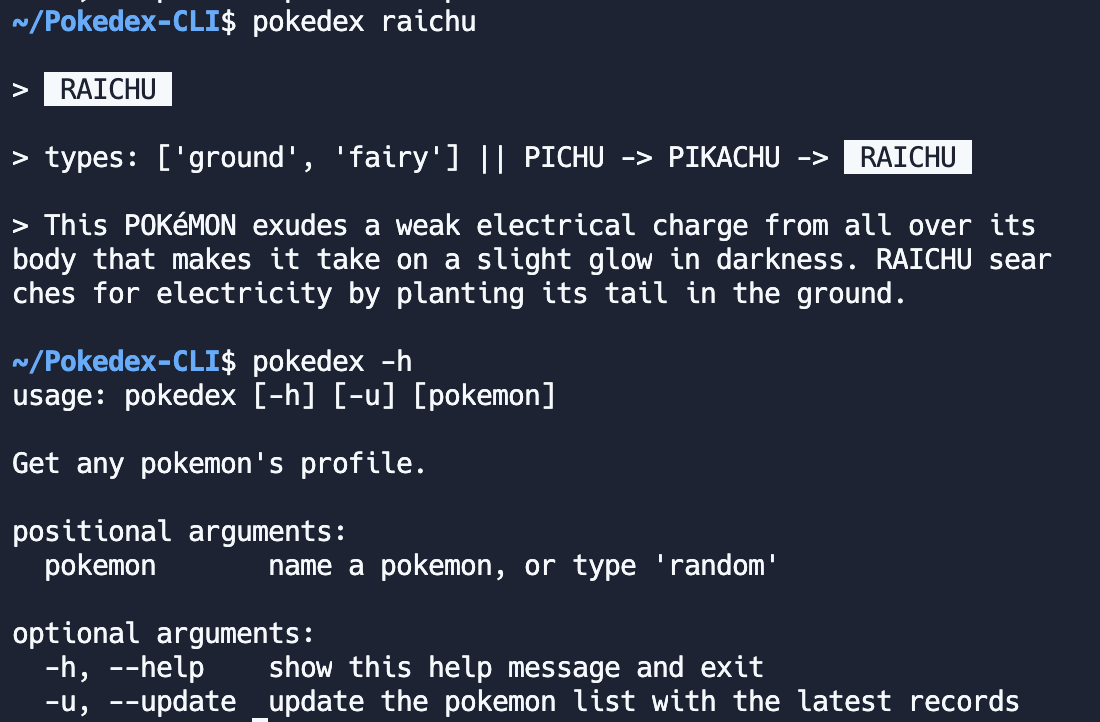 ~/Pokedex-CLI$ pokedex raichu
> RAICHU
> types: ['ground', 'fairy'] || PICHU -> PIKACHU -> RAICHU
> This POKéMON exudes a weak electrical charge from all over its
body that makes it take on a slight glow in darkness. RAICHU sear
ches for electricity by planting its tail in the ground.
~/Pokedex-CLI$ pokedex -h
usage: pokedex [-h] [-u] [pokemon]
Get any pokemon's profile.
positional arguments:
  pokemon       name a pokemon, or type 'random'
optional arguments:
  -h, --help    show this help message and exit
  -u, --update  update the pokemon list with the latest records